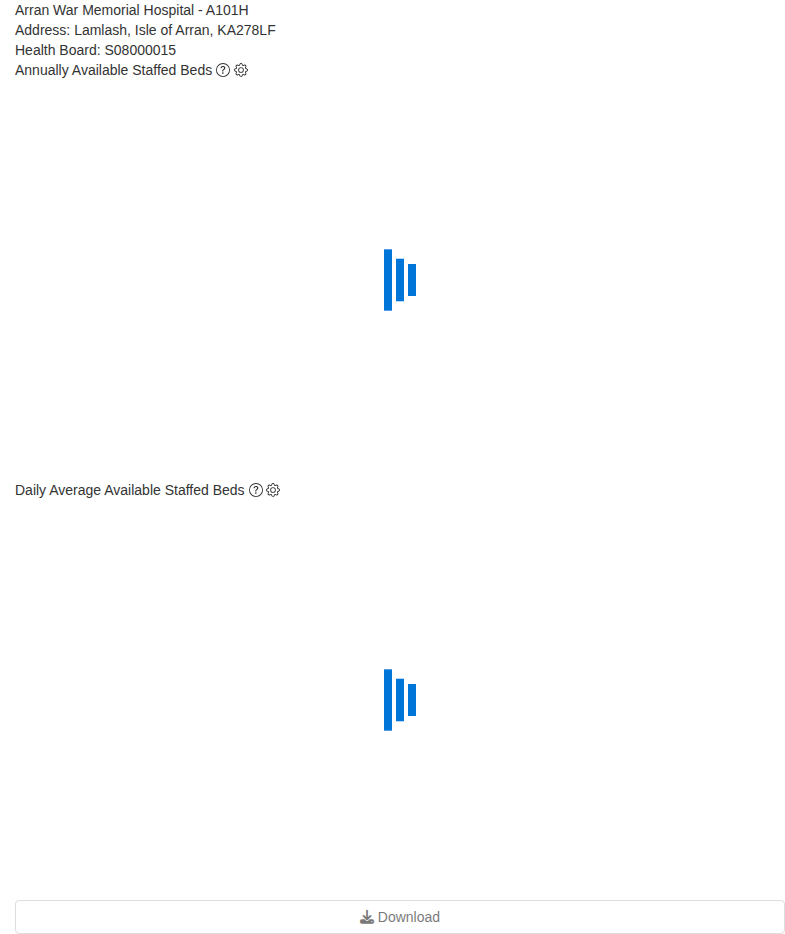 Arran War Memorial Hospital - A101H
Address: Lamlash, Isle of Arran, KA278LF
Health Board: S08000015
Annually Available Staffed Beds
Daily Average Available Staffed Beds
Download